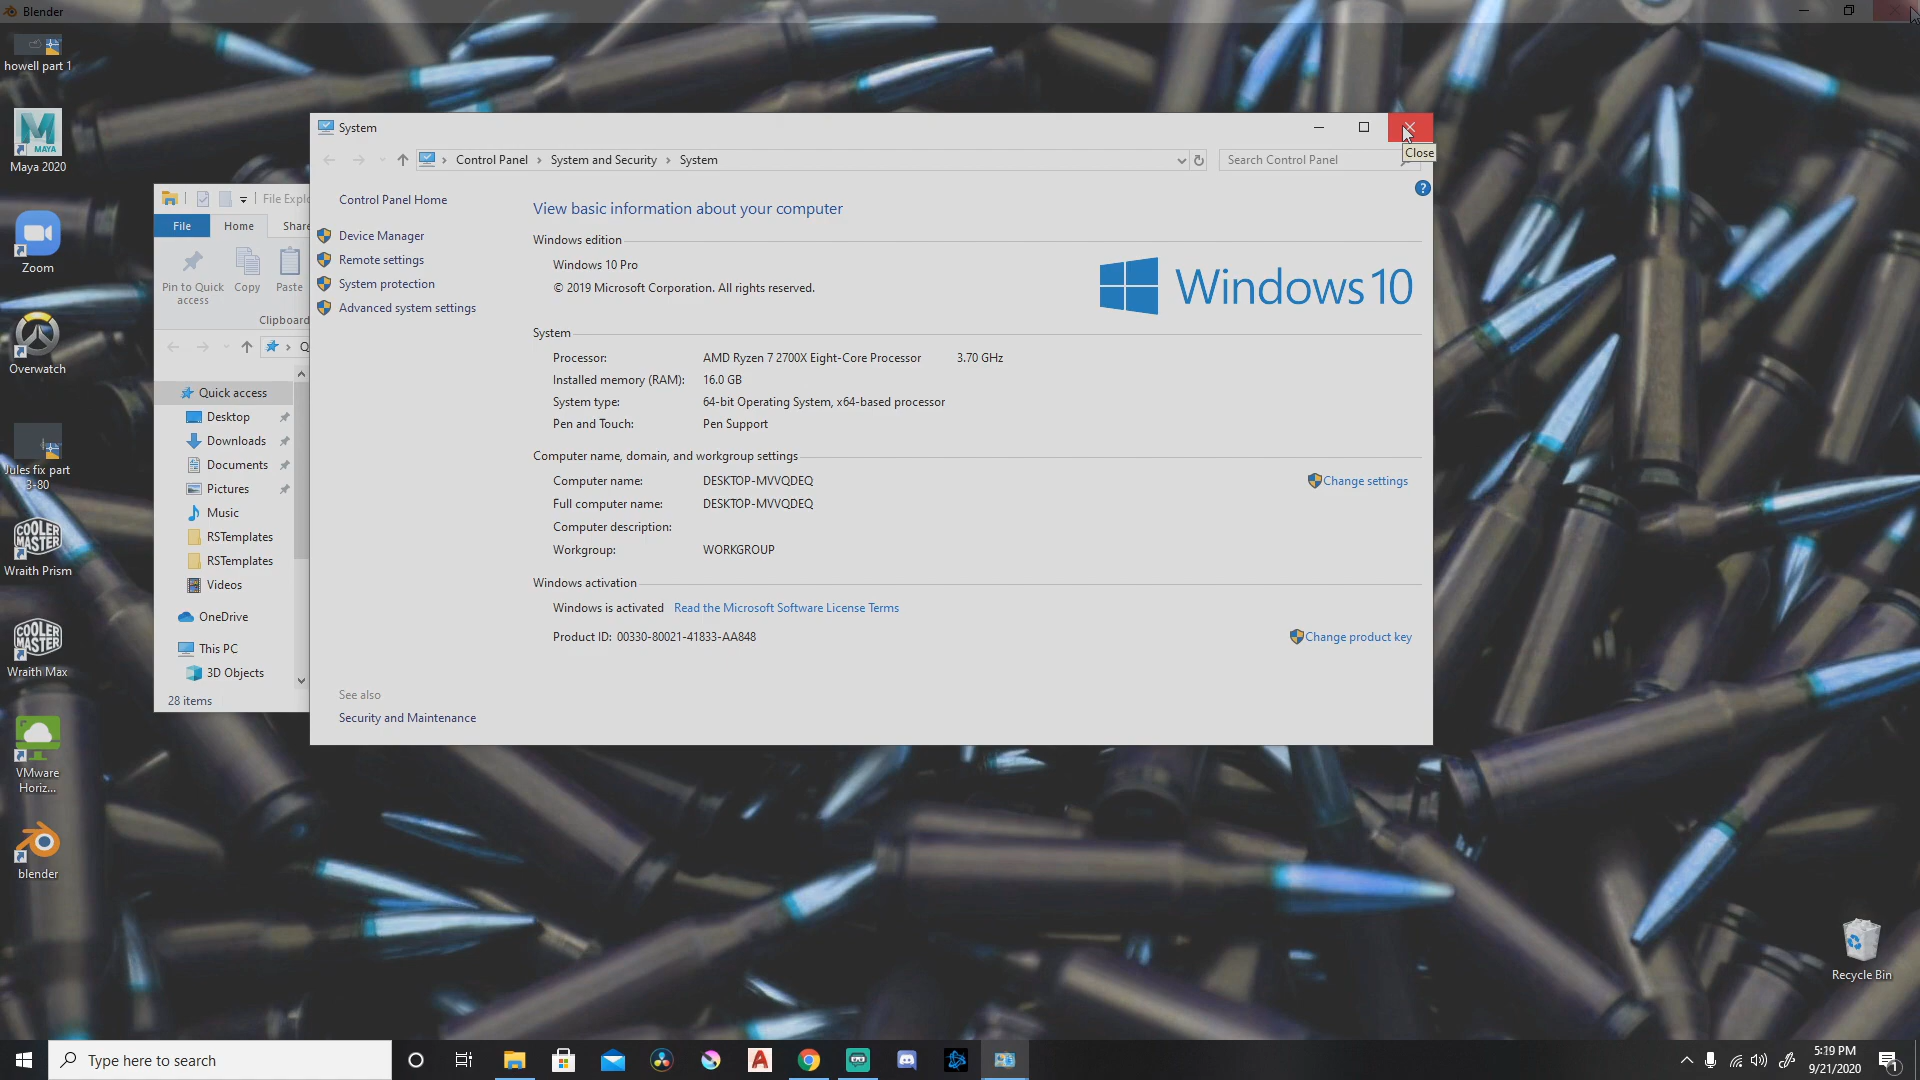 Blender
howell part 1
MAYA
Maya 2020
Zoom
Overwatch
Jules fix part
3-80
COOLER
MASTER
Wraith Prism
COOLER
MASTER
Wraith Max
VMware
Horiz...
blender
File Explo
File
Home
Share
Pin to Quick
access
Copy
Paste
Clipboard
Q
Quick access
Desktop
Downloads
Documents
Pictures
Music
RSTemplates
RSTemplates
Videos
OneDrive
This PC
3D Objects
28 items
System
Close
Control Panel
System and Security
System
Search Control Panel
Control Panel Home
Device Manager
Remote settings
System protection
Advanced system settings
See also
Security and Maintenance
View basic information about your computer
Windows edition
Windows 10 Pro
© 2019 Microsoft Corporation. All rights reserved.
Windows 10
System
Processor: AMD Ryzen 7 2700X Eight-Core Processor 3.70 GHz
Installed memory (RAM): 16.0 GB
System type: 64-bit Operating System, x64-based processor
Pen and Touch: Pen Support
Computer name, domain, and workgroup settings
Computer name: DESKTOP-MVVQDEQ
Change settings
Full computer name: DESKTOP-MVVQDEQ
Computer description:
Workgroup: WORKGROUP
Windows activation
Windows is activated Read the Microsoft Software License Terms
Product ID: 00330-80021-41833-AA848
Change product key
Recycle Bin
Type here to search
5:19 PM
9/21/2020
1